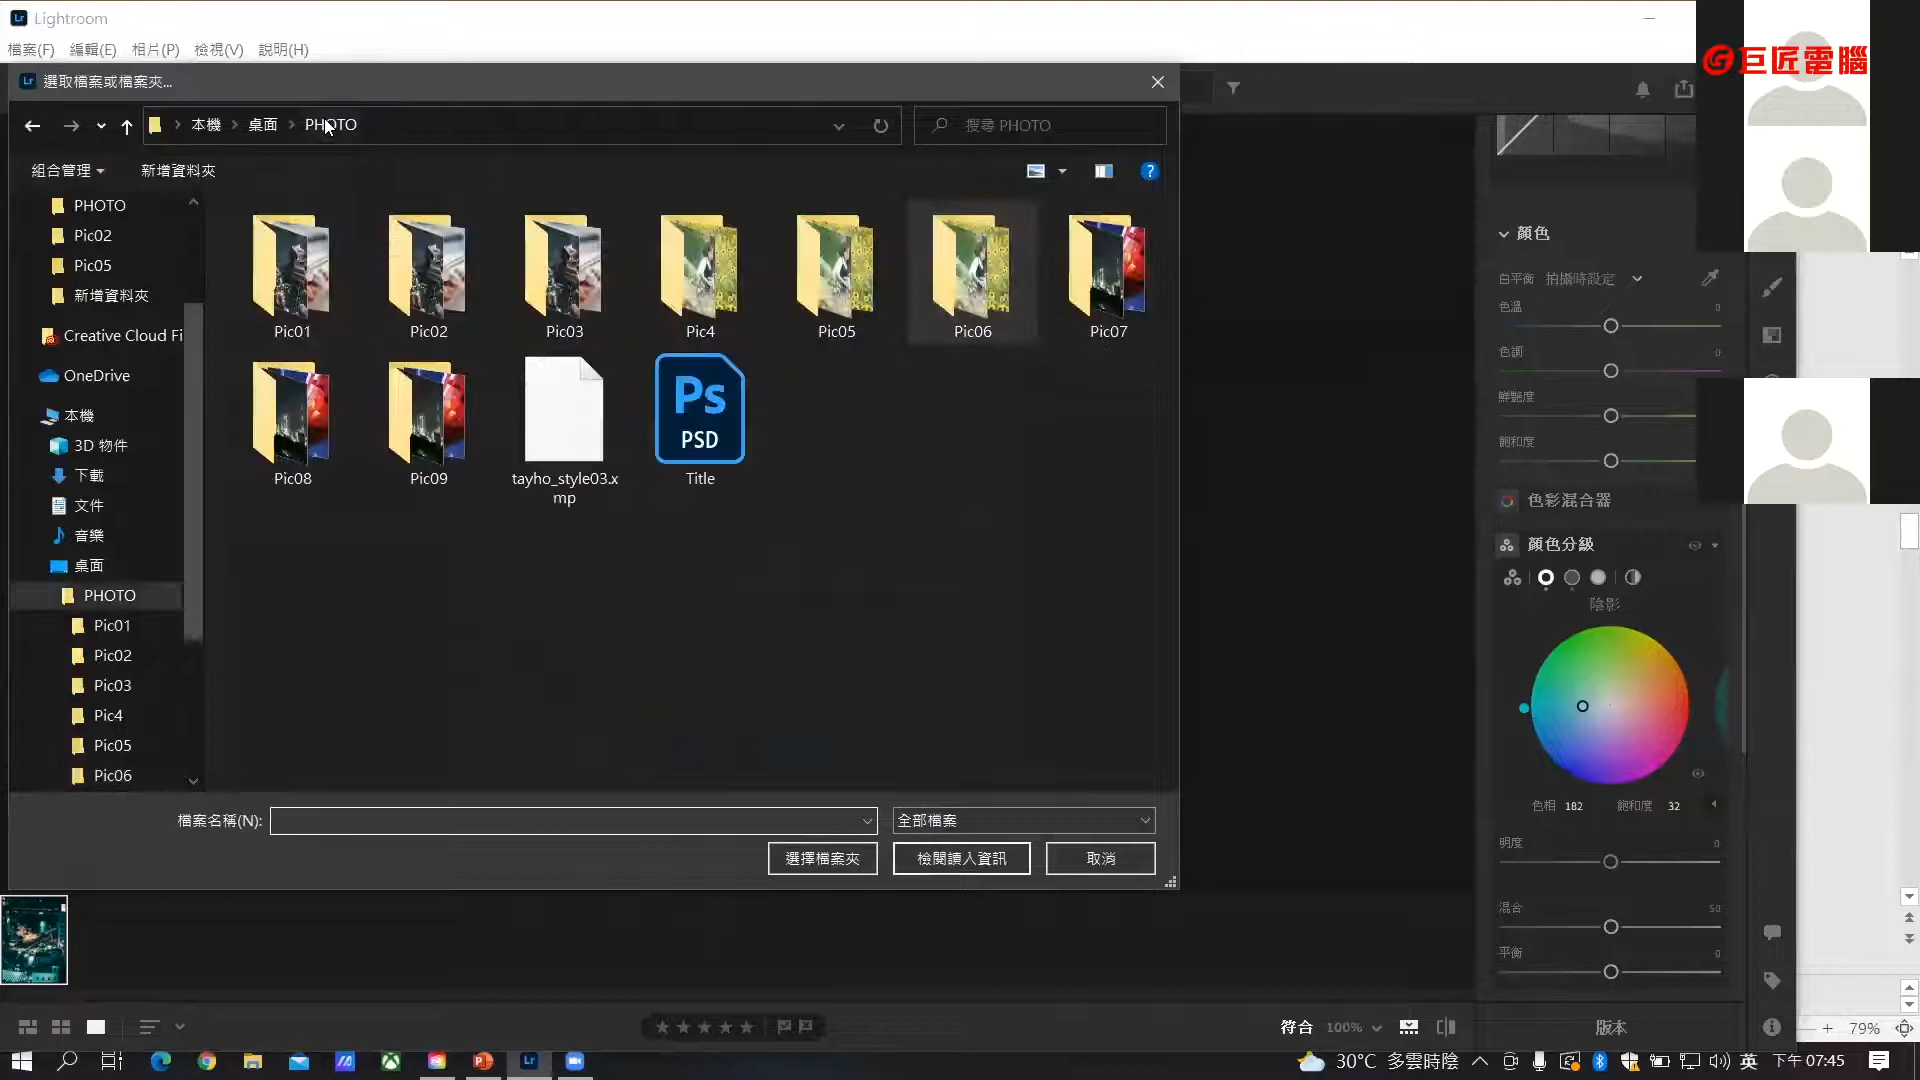 Lr Lightroom
檔案(F) 編輯(E) 相片(P) 檢視(V) 說明(H)
巨匠電腦
Lr 選取檔案或檔案夾...
本機 桌面 PHOTO
搜尋 PHOTO
組合管理 新增資料夾
?
PHOTO
Pic02
Pic05
新增資料夾
Creative Cloud Fi
OneDrive
本機
3D 物件
下載
文件
音樂
桌面
PHOTO
Pic01
Pic02
Pic03
Pic4
Pic05
Pic06
Pic01 Pic02 Pic03 Pic4 Pic05 Pic06 Pic07
Ps
PSD
Pic08 Pic09 tayho_style03.x Title
mp
檔案名稱(N): 全部檔案
選擇檔案夾 檢閱讀入資訊 取消
顏色
白平衡 拍攝時設定
色溫 0
色調 0
鮮艷度
飽和度
色彩混合器
顏色分級
陰影
色相 182 飽和度 32
明度 0
混合 50
平衡 0
符合 100% 版本
79%
Lr
30°C 多雲時陰 英 下午 07:45